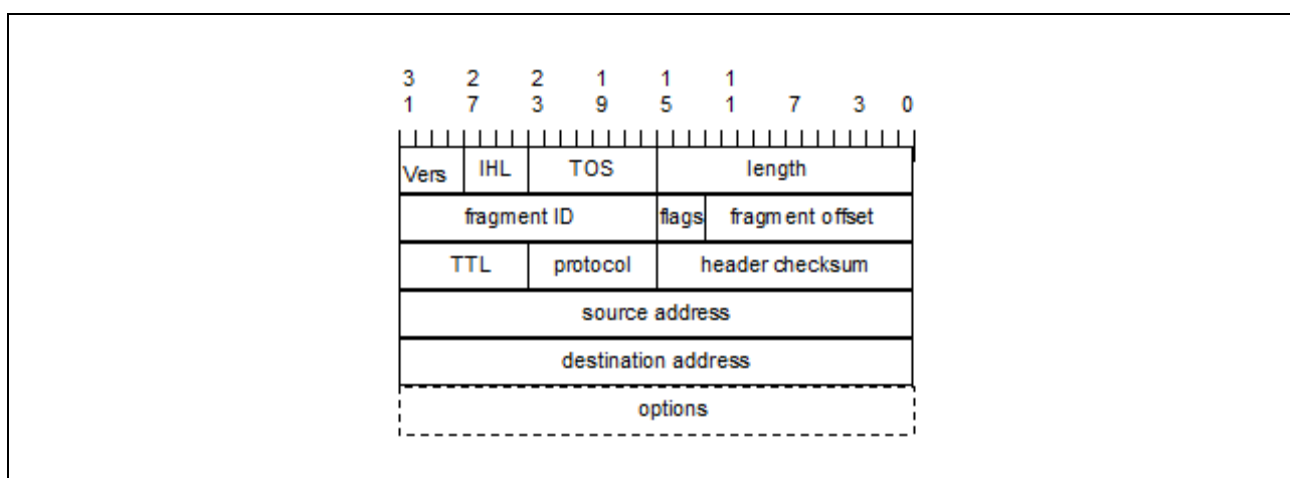 3 2 2 1 1 1
1 7 3 9 5 1 7 3 0
Vers IHL TOS length
fragment ID flags fragment offset
TTL protocol header checksum
source address
destination address
options